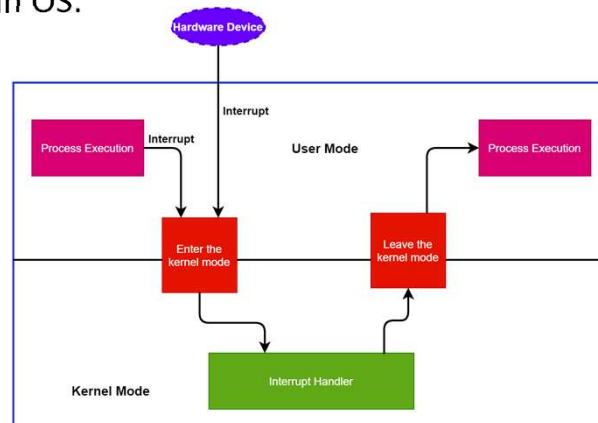 in OS.
Hardware Device
Interrupt
Process Execution
Interrupt
User Mode
Process Execution
Enter the
kernel mode
Leave the
kernel mode
Interrupt Handler
Kernel Mode